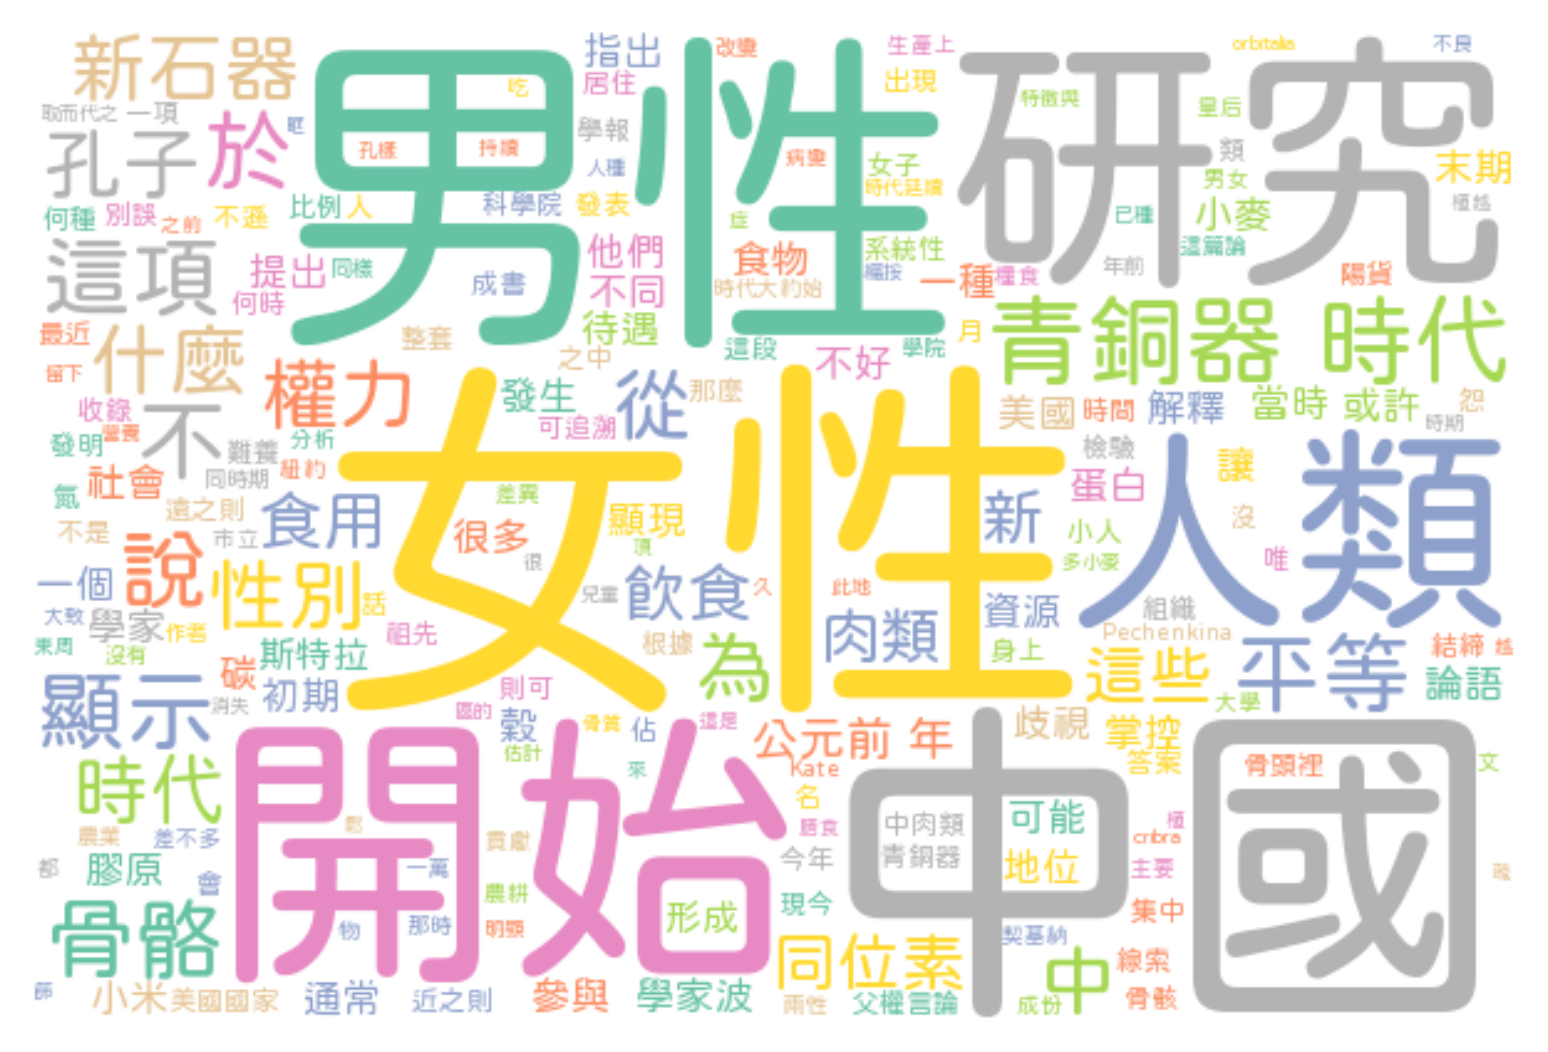 新石器
男性
指出
改變
生產上
研究
orbitalia
不良
居住
吃
出現
取而代之
一項
特徵與
皇后
孔子
於
學報
孔樣
持續
病變
類
人種
女子
末期
時代延續
男女
何種
別誤
之前
不遜
比例
人
科學院
發表
已種
小麥
症
這項
提出
同樣
他們
食物
系統性
這篇論
何時
成書
不同
時代大約始
一種
糧食
年前
陽貨
最近
什麼
整套
待遇
這段
學院
月
青銅器
時代
留下
權力
之中
不好
收錄
不
發生
從
那麼
美國
時間
解釋
當時
或許
怨
時期
發明
營養
分析
難養
可追溯
女性
檢驗
人類
社會
同時期
紐約
差異
蛋白
讓
氮
遠之則
食用
很多
顯現
新
小人
沒
不是
市立
說
很
多小麥
唯
一個
性別
兒童
飲食
久
此地
組織
大致
學家
作者
話
祖先
肉類
資源
Pechenkina
東周
沒有
斯特拉
根據
為
身上
這些
平等
結締
越
碳
顯示
初期
則可
大學
論語
消失
區的
穀
骨質
佔
這是
公元前
年
歧視
掌控
估計
答案
時代
開始
來
Kate
中國
骨頭裡
文
名
農業
差不多
鬆
貢獻
膳食
中肉類
可能
cribra
都
膠原
會
一萬
今年
青銅器
地位
主要
農耕
現今
集中
骨骼
物
那時
明顯
形成
契基納
同位素
中
線索
小米
美國國家
通常
近之則
參與
學家波
兩性
父權
言論
成份
骨骸